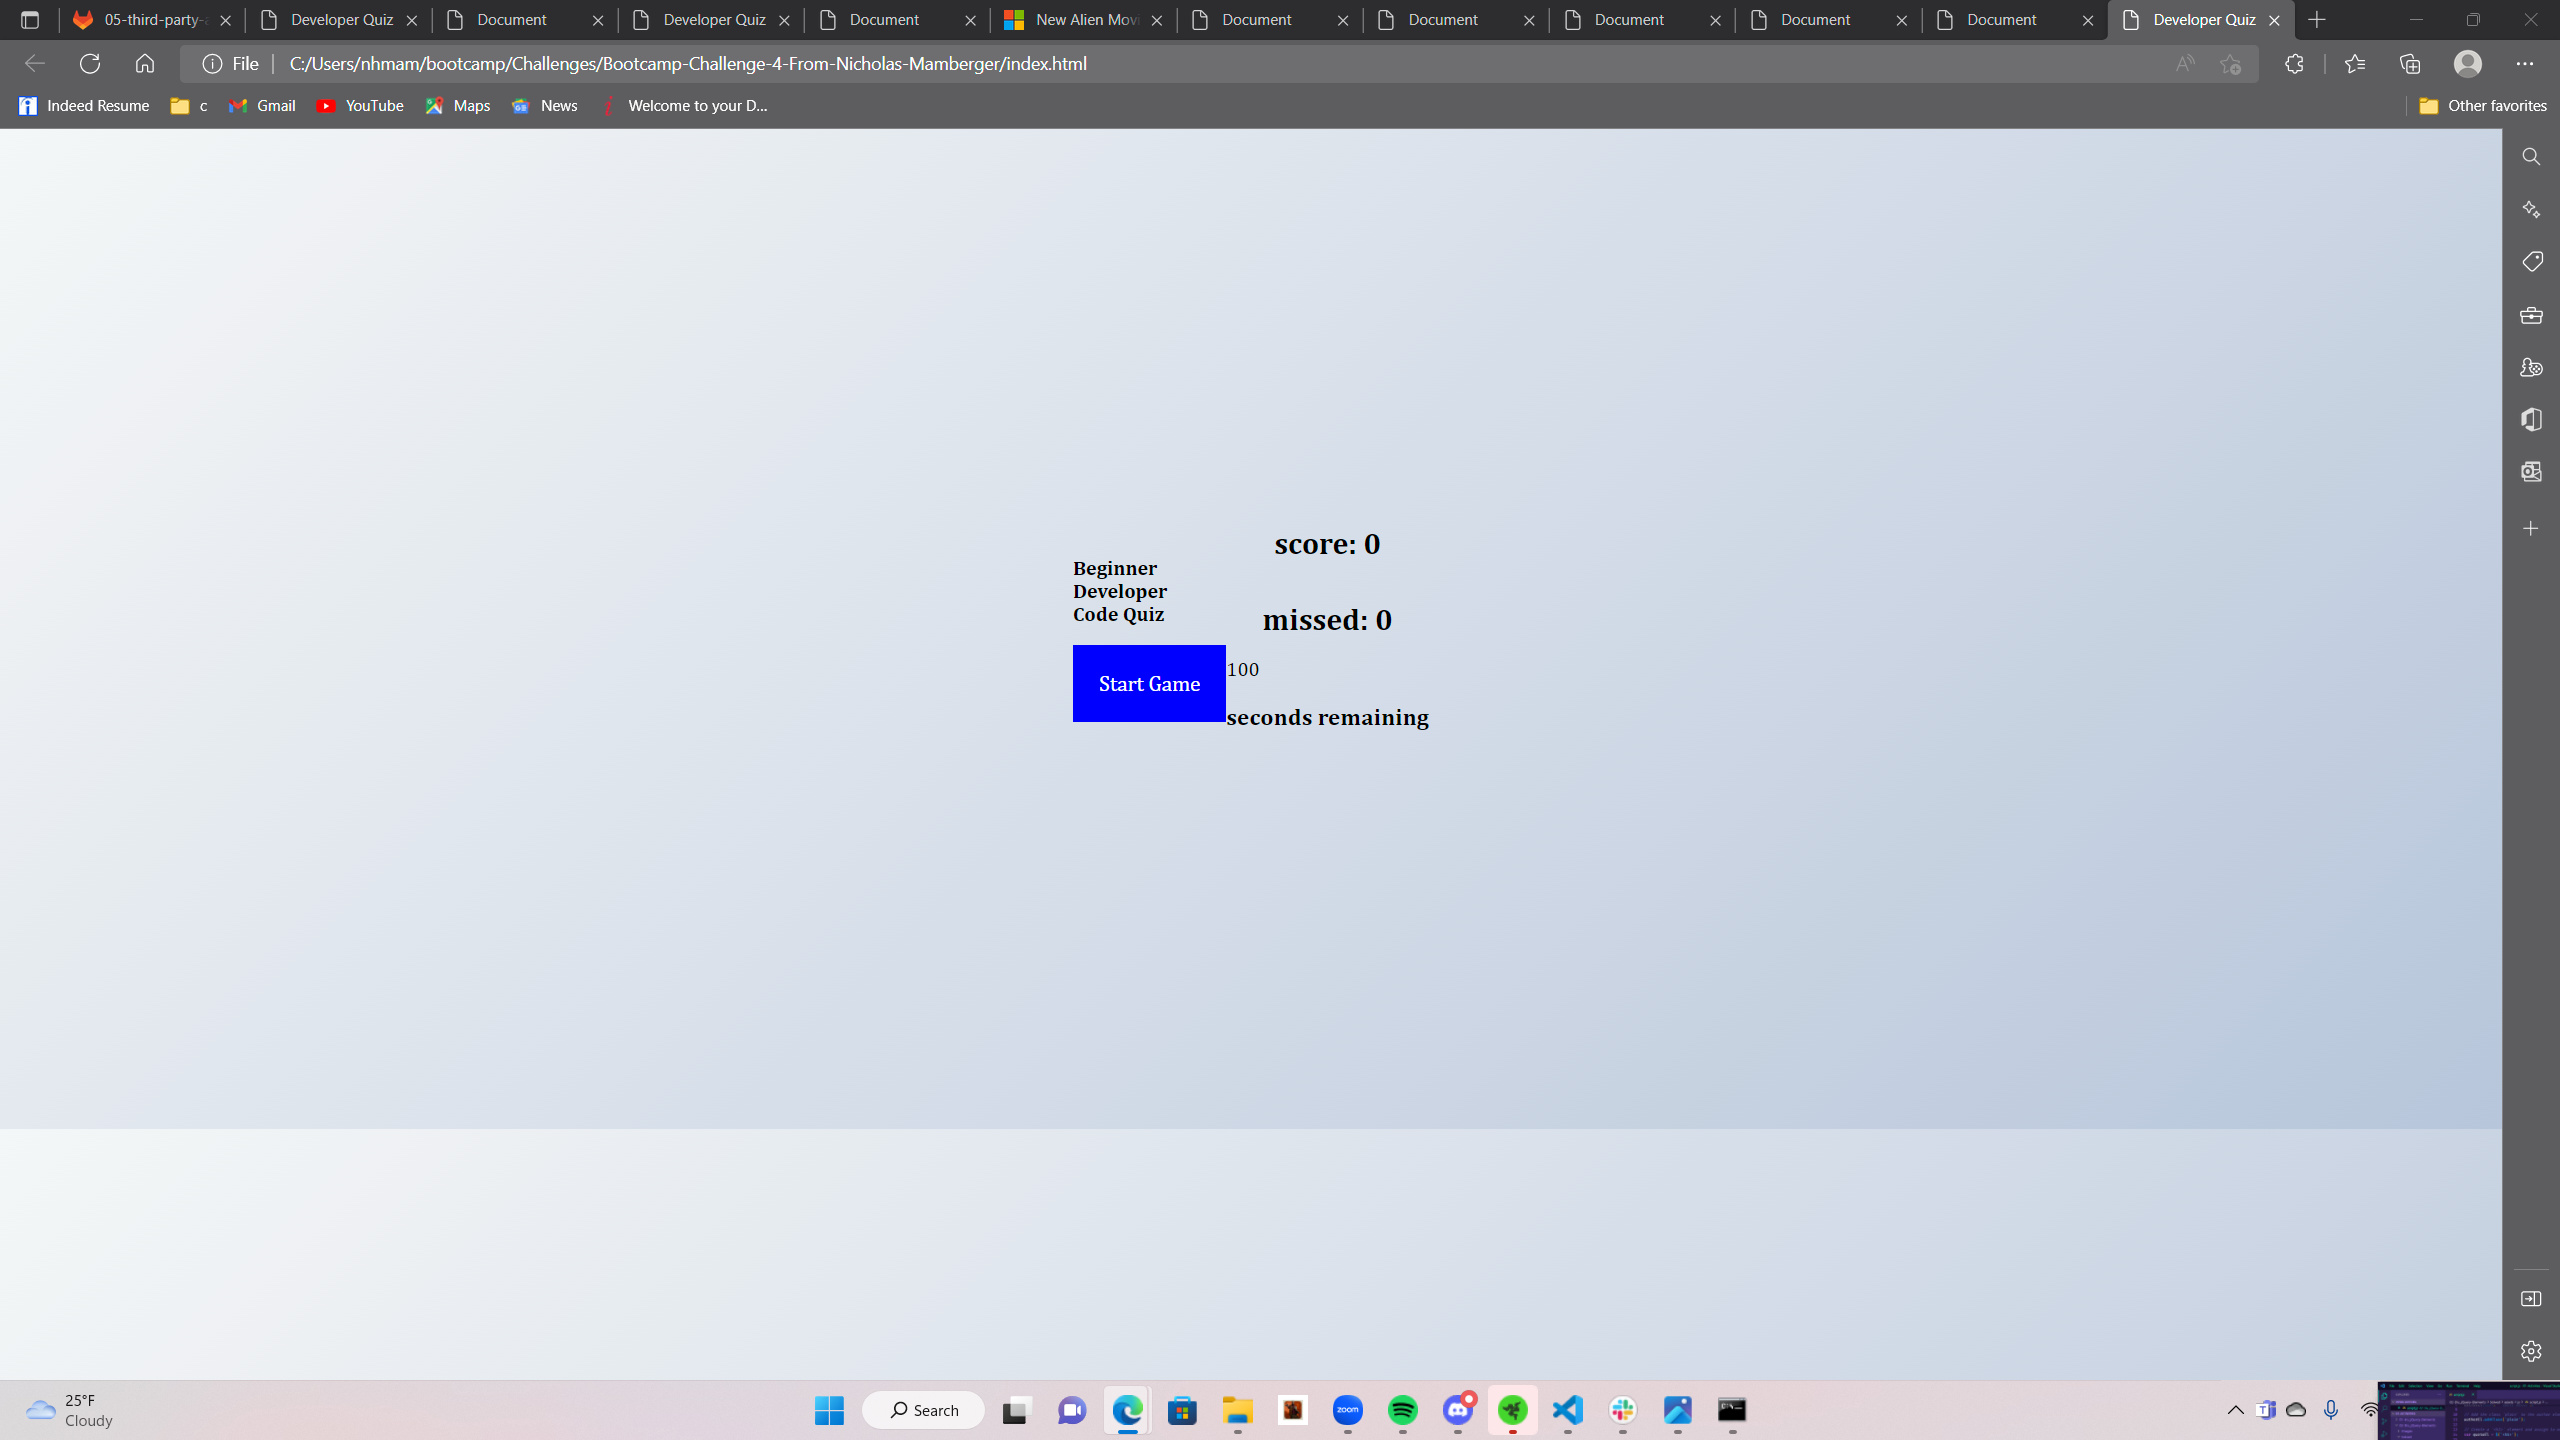 05-third-party-a
Developer Quiz
Document
Developer Quiz
Document
New Alien Movi
Document
Document
Document
Document
Document
Developer Quiz
File
C:/Users/nhmam/bootcamp/Challenges/Bootcamp-Challenge-4-From-Nicholas-Mamberger/index.html
Indeed Resume
c
Gmail
YouTube
Maps
News
Welcome to your D...
Other favorites
score: 0
Beginner
Developer
Code Quiz
missed: 0
Start Game
100
seconds remaining
25°F
Cloudy
Search
zoom